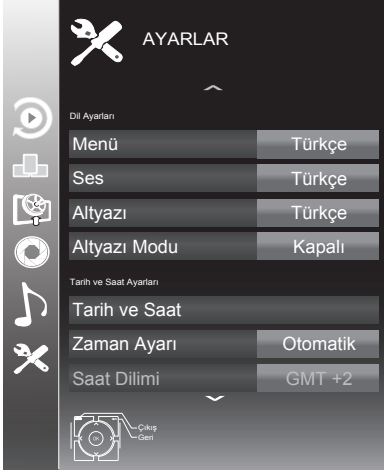 AYARLAR
Dil Ayarları
Menü Türkçe
Ses Türkçe
Altyazı Türkçe
Altyazı Modu Kapalı
Tarih ve Saat Ayarları
Tarih ve Saat
Zaman Ayarı Otomatik
Saat Dilimi GMT +2
Çıkış
OK Geri